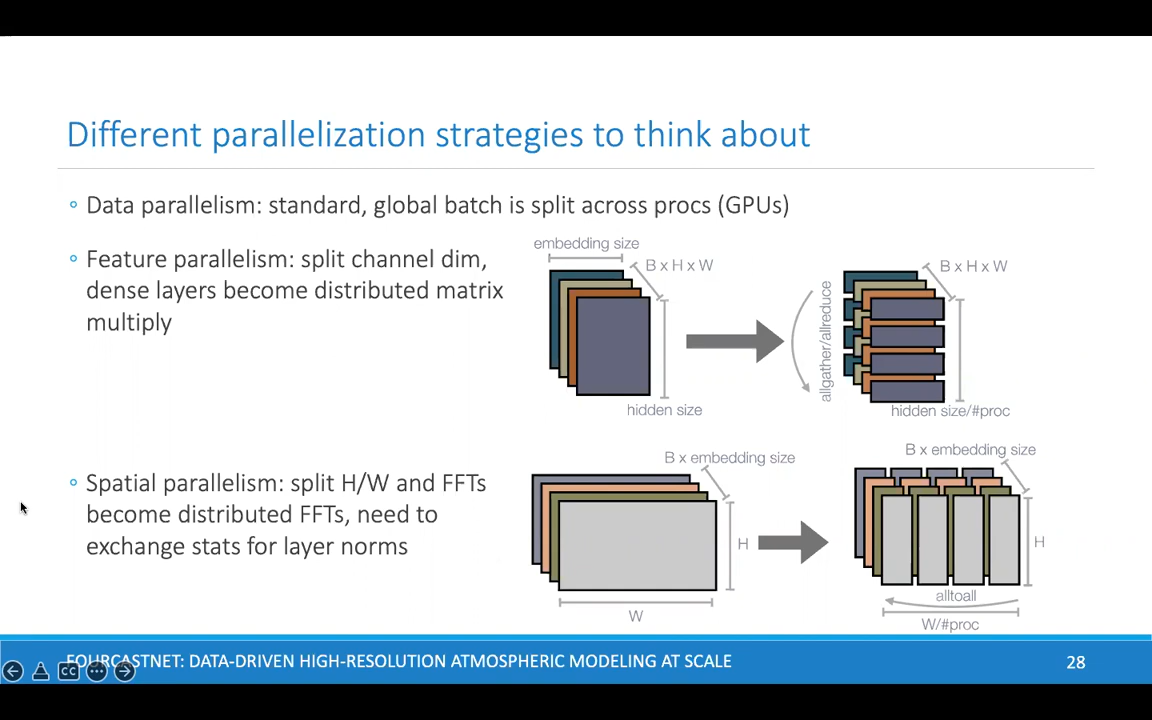 Different parallelization strategies to think about
◦ Data parallelism: standard, global batch is split across procs (GPUs)
◦ Feature parallelism: split channel dim,
dense layers become distributed matrix
multiply
embedding size
B x H x W
hidden size
allgather/allreduce
B x H x W
hidden size/#proc
◦ Spatial parallelism: split H/W and FFTs
become distributed FFTs, need to
exchange stats for layer norms
B x embedding size
H
W
B x embedding size
H
alltoall
W/#proc
FOURCASTNET: DATA-DRIVEN HIGH-RESOLUTION ATMOSPHERIC MODELING AT SCALE
28
CC